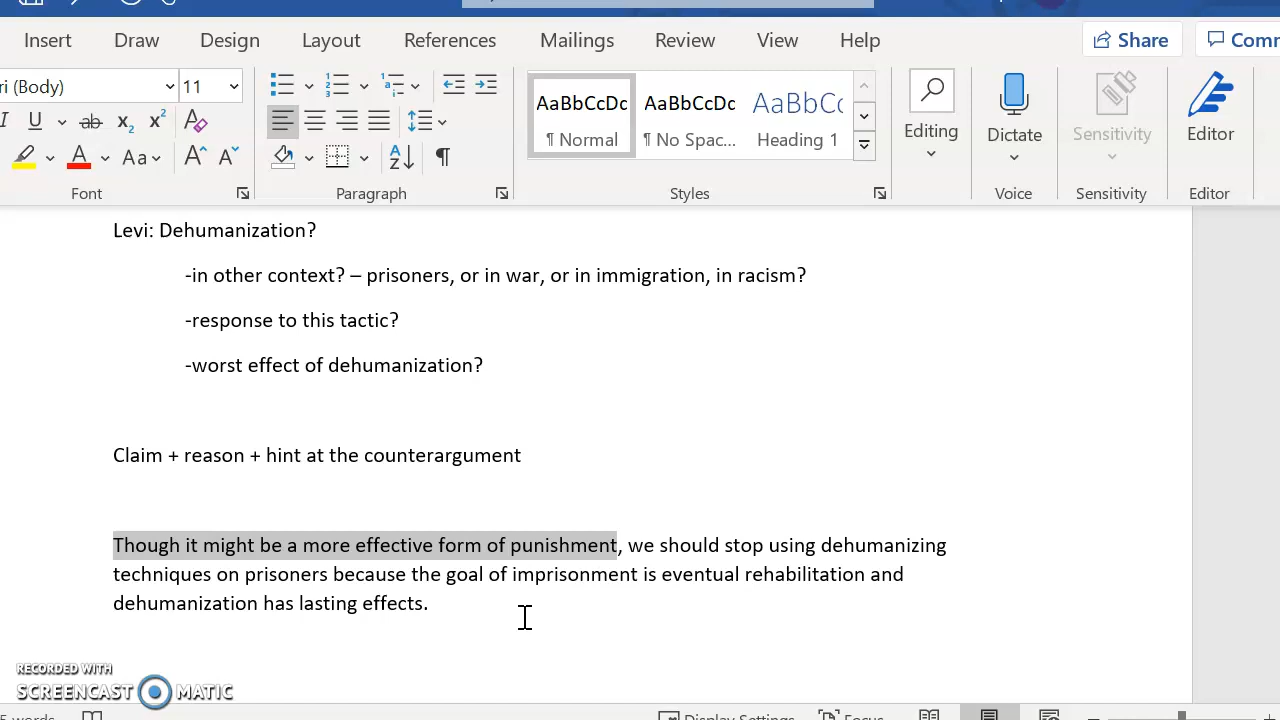 Insert Draw Design Layout References Mailings Review View Help Share
(Body) 11
AaBbCcDc AaBbCcDc AaBbCc
¶ Normal ¶ No Spac... Heading 1
Editing Dictate Sensitivity Editor
Font Paragraph Styles Voice Sensitivity Editor
Levi: Dehumanization?
-in other context? – prisoners, or in war, or in immigration, in racism?
-response to this tactic?
-worst effect of dehumanization?
Claim + reason + hint at the counterargument
Though it might be a more effective form of punishment, we should stop using dehumanizing
techniques on prisoners because the goal of imprisonment is eventual rehabilitation and
dehumanization has lasting effects.
RECORDED WITH
SCREENCAST MATIC
words Display Settings Focus